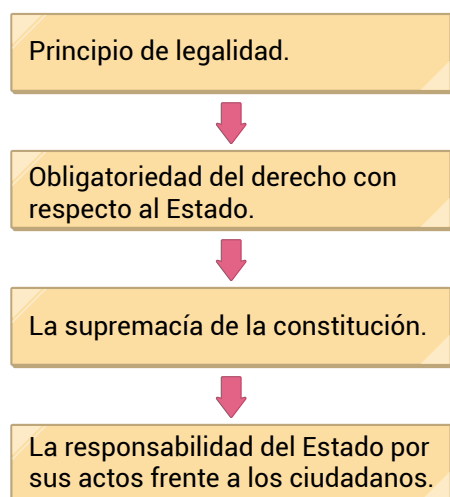 Principio de legalidad.
Obligatoriedad del derecho con
respecto al Estado.
La supremacía de la constitución.
La responsabilidad del Estado por
sus actos frente a los ciudadanos.